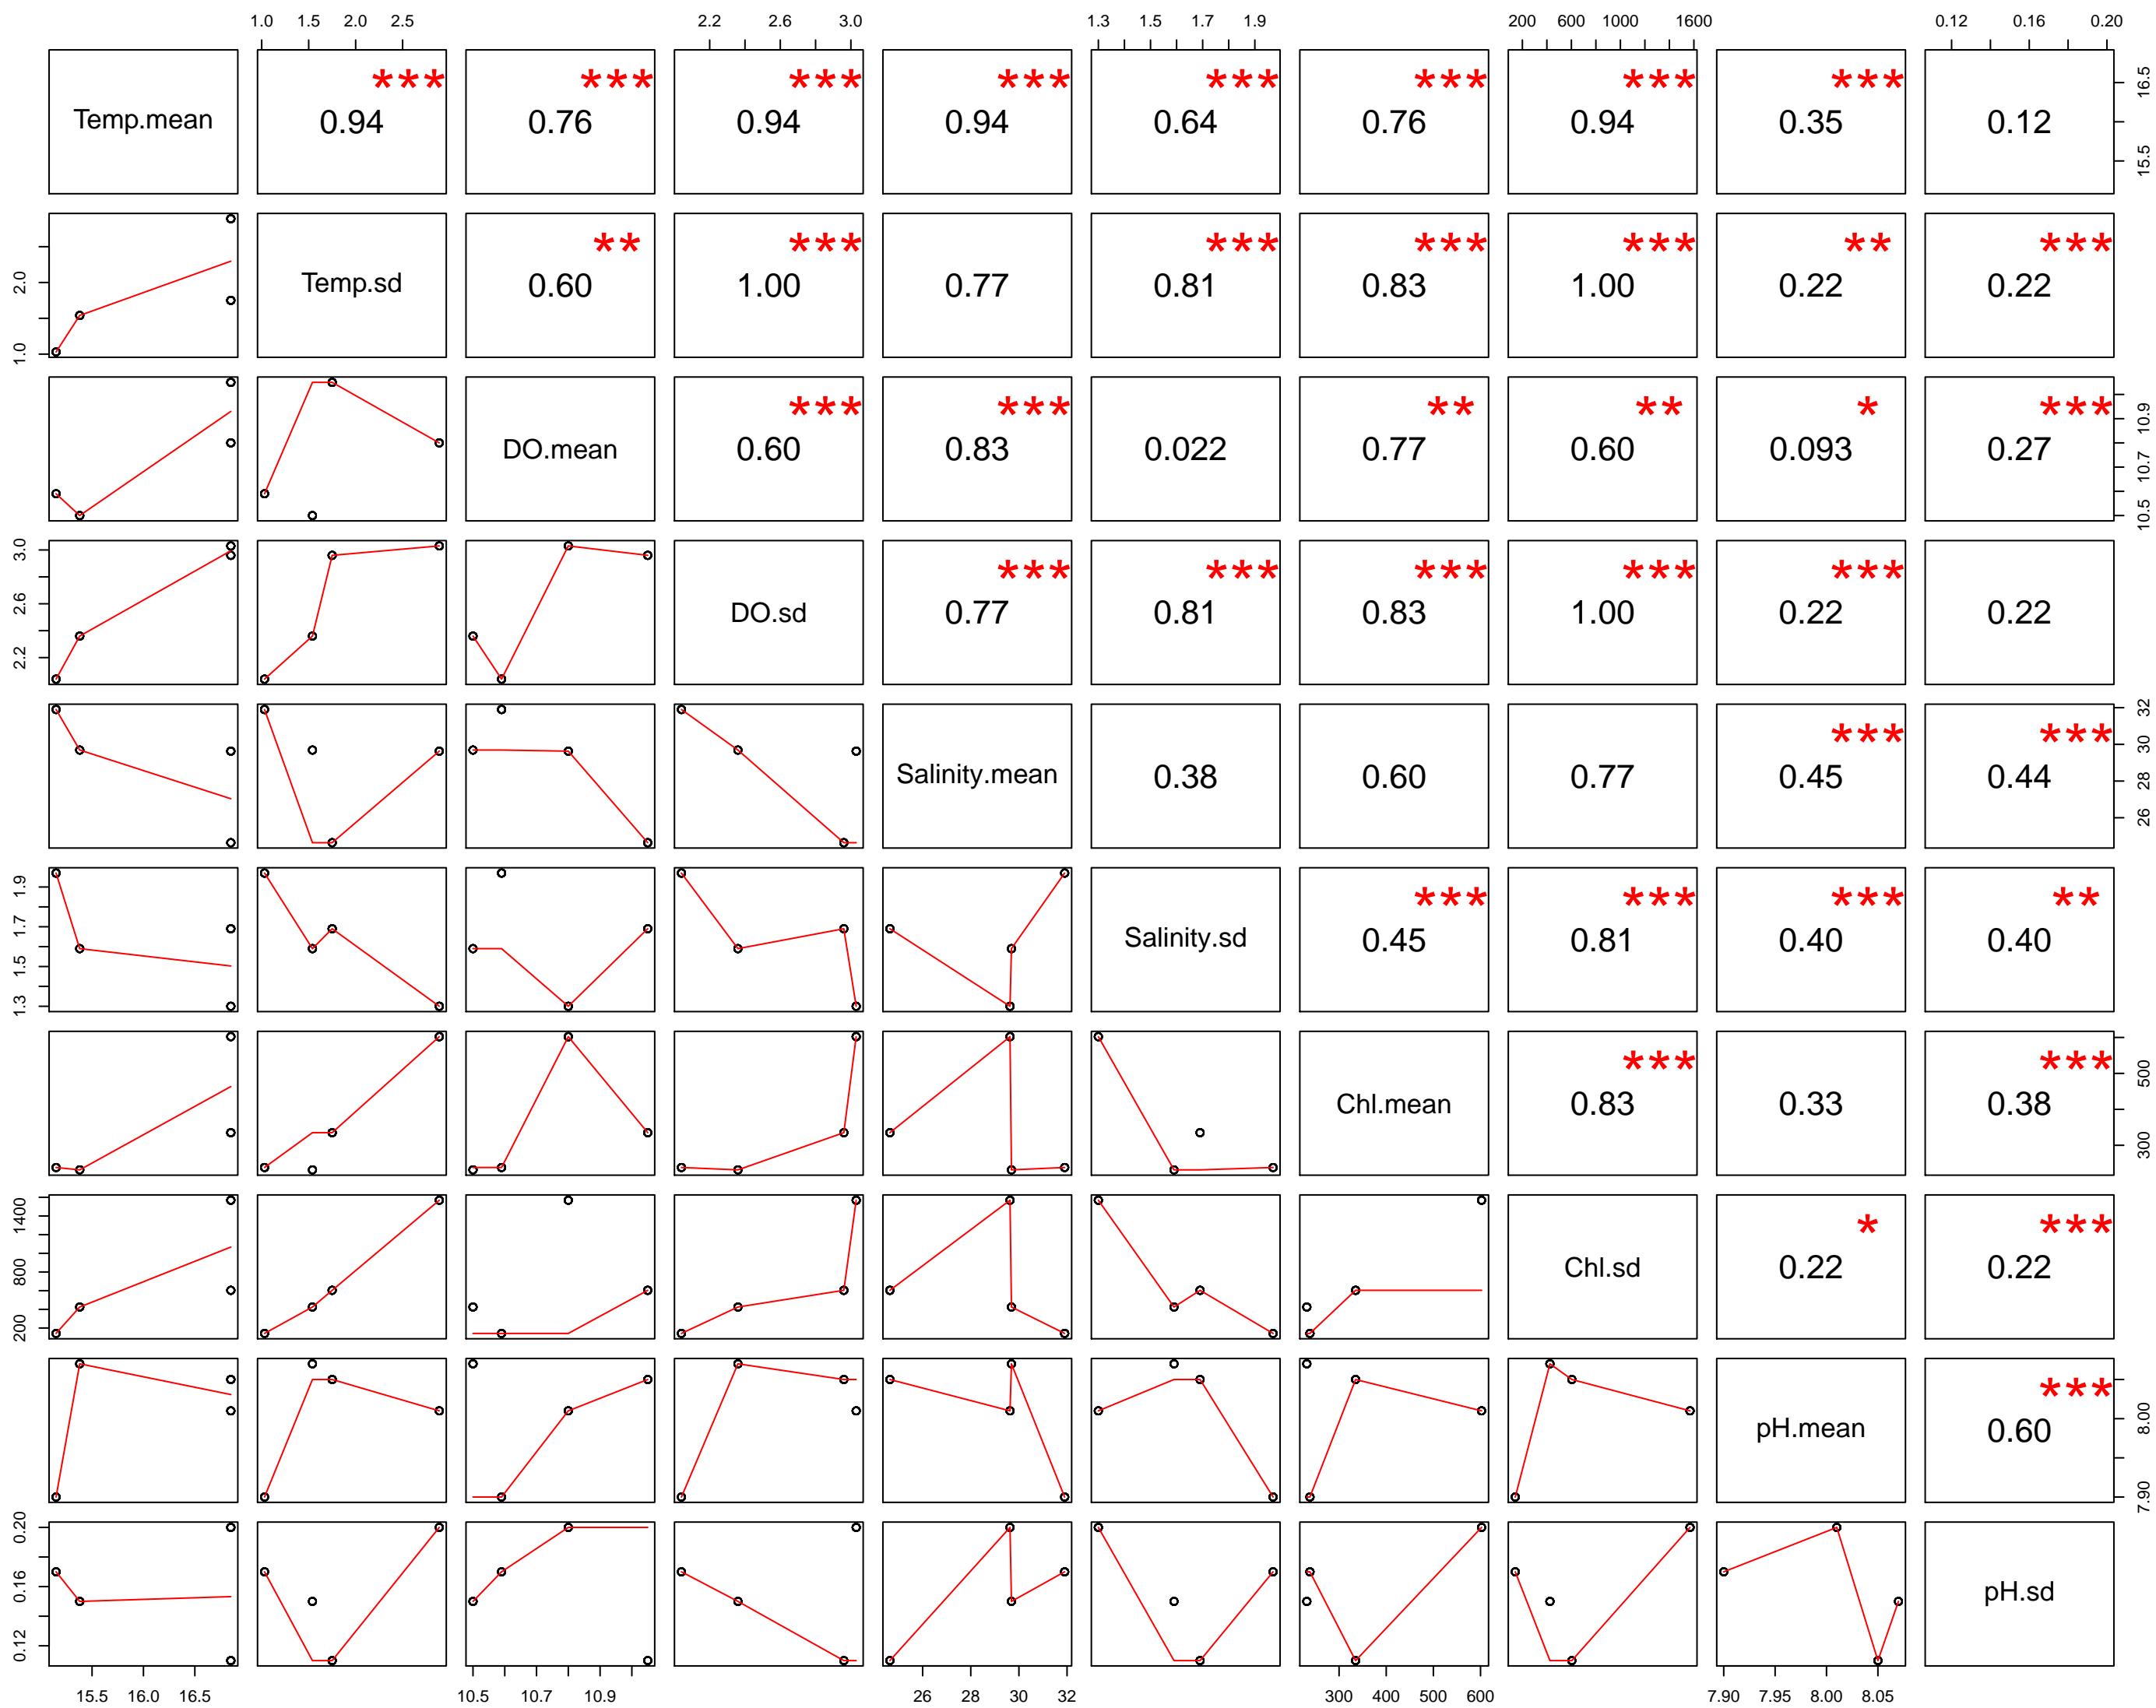 1.0 1.5 2.0 2.5 2.2 2.6 3.0 1.3 1.5 1.7 1.9 200 600 1000 1600 0.12 0.16 0.20
*** *** *** *** *** *** *** ***
Temp.mean 0.94 0.76 0.94 0.94 0.64 0.76 0.94 0.35 0.12
15.5 16.5
** *** *** *** *** ** ***
Temp.sd 0.60 1.00 0.77 0.81 0.83 1.00 0.22 0.22
1.0 2.0
*** *** ** ** * ***
DO.mean 0.60 0.83 0.022 0.77 0.60 0.093 0.27
10.5 10.7 10.9
*** *** *** *** ***
DO.sd 0.77 0.81 0.83 1.00 0.22 0.22
2.2 2.6 3.0
*** ***
Salinity.mean 0.38 0.60 0.77 0.45 0.44
26 28 30 32
*** *** *** **
Salinity.sd 0.45 0.81 0.40 0.40
1.3 1.5 1.7 1.9
*** ***
Chl.mean 0.83 0.33 0.38
300 500
* ***
Chl.sd 0.22 0.22
200 800 1400
***
pH.mean 0.60
7.90 8.00
pH.sd
0.12 0.16 0.20
15.5 16.0 16.5 10.5 10.7 10.9 26 28 30 32 300 400 500 600 7.90 7.95 8.00 8.05